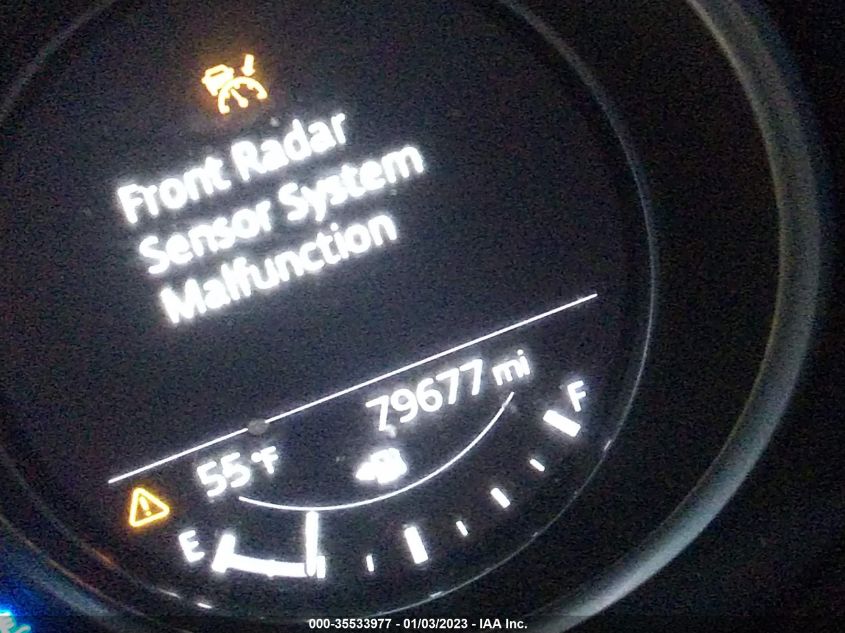 Front Radar
Sensor System
Malfunction
79677 mi
55 °F
E
F
000-35533977 - 01/03/2023 - IAA Inc.